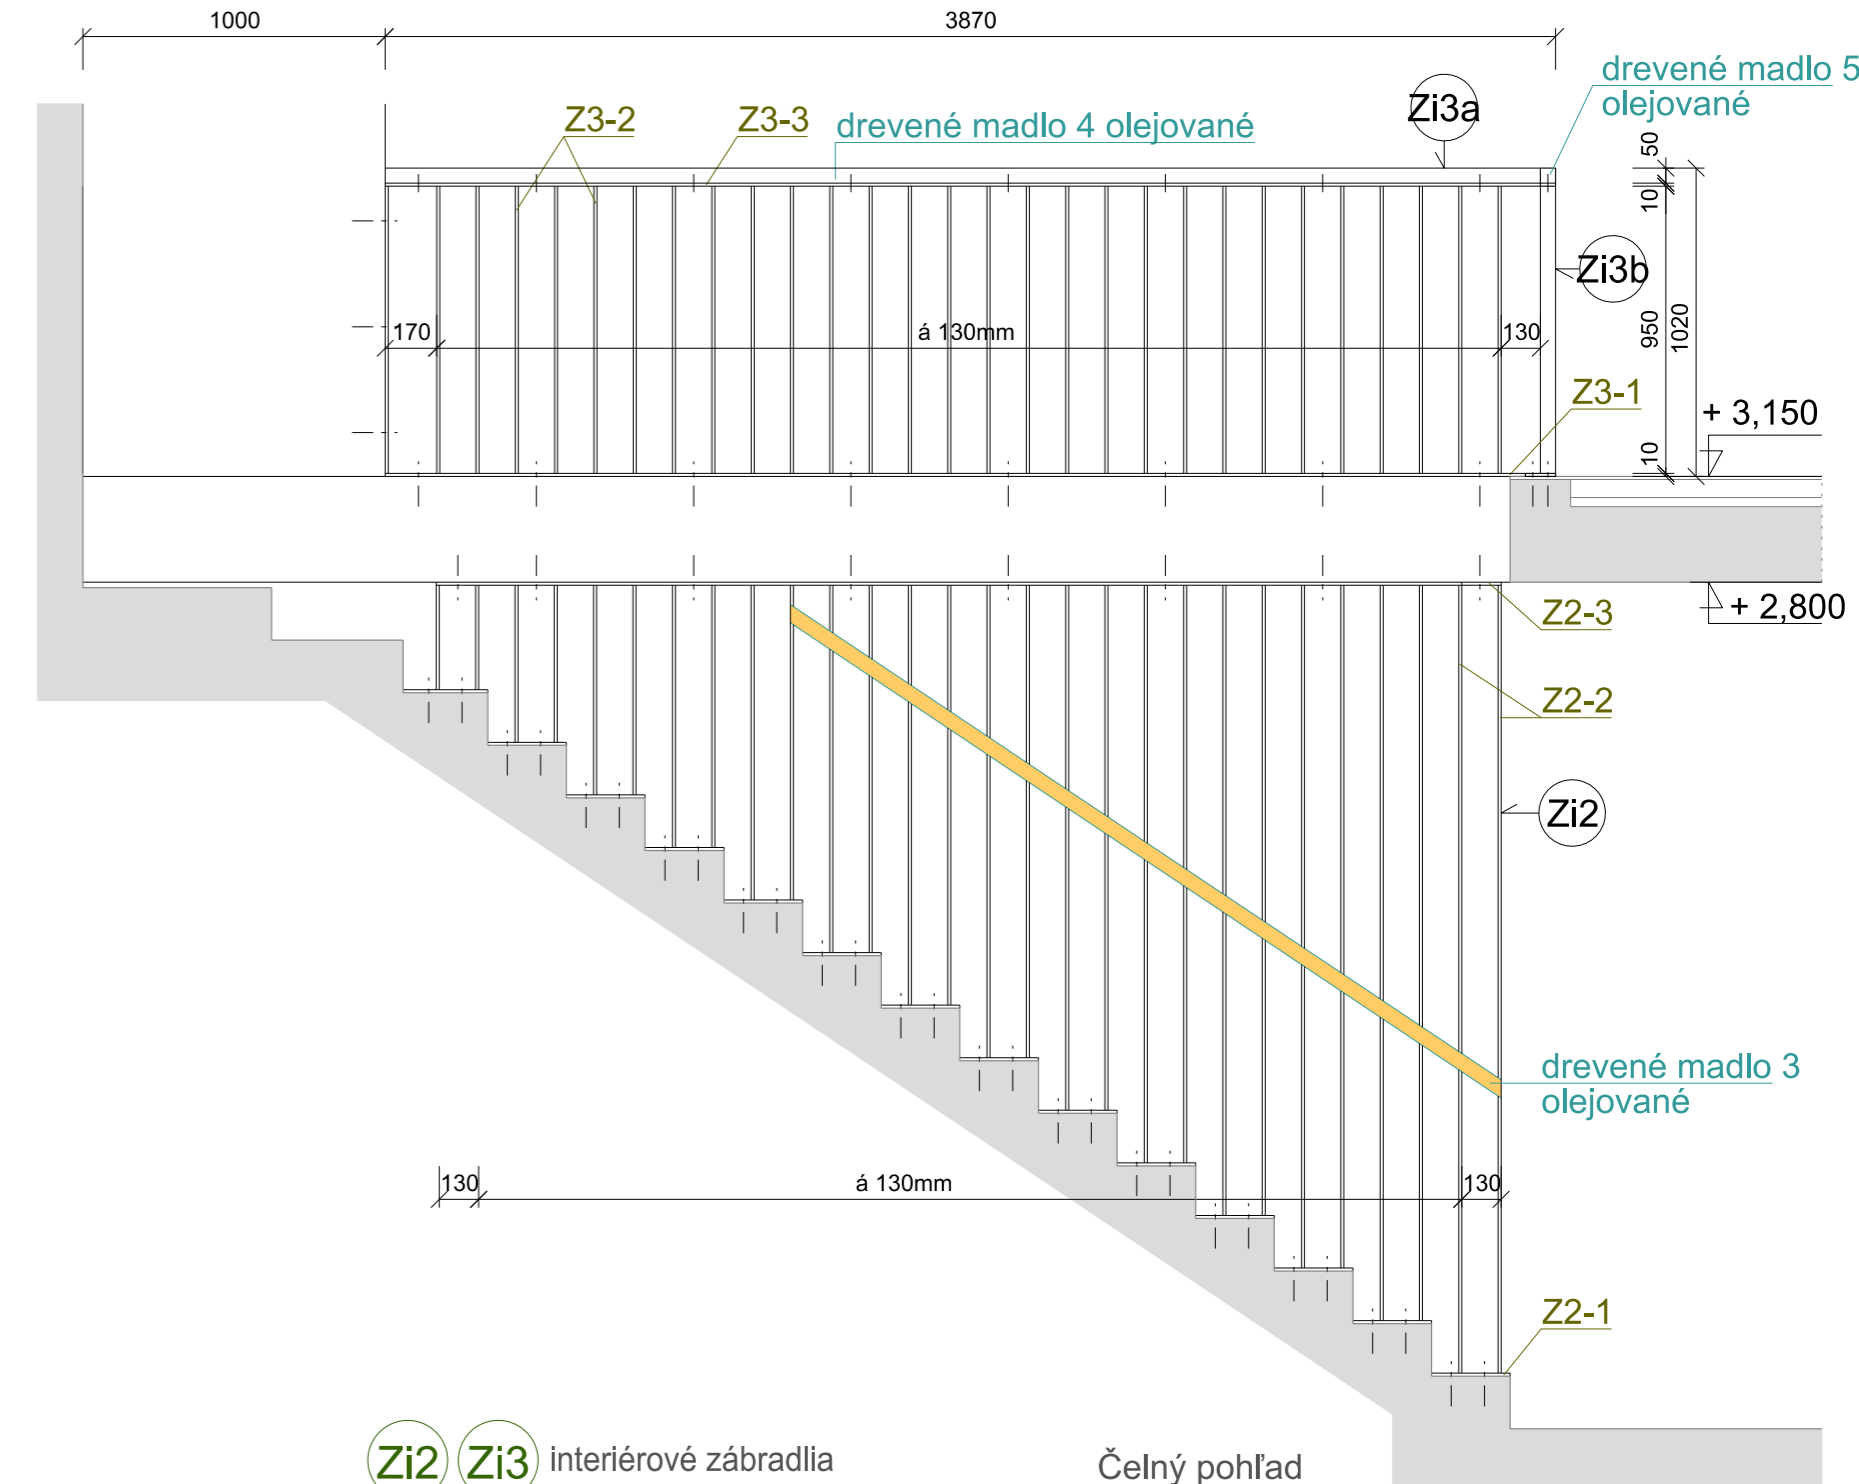 1000
3870
drevené madlo 5
olejované
Zi3a
Z3-2
Z3-3
drevené madlo 4 olejované
50
10
Zi3b
170
á 130mm
130
950
1020
Z3-1
+ 3,150
10
Z2-3
+ 2,800
Z2-2
Zi2
drevené madlo 3
olejované
130
á 130mm
130
Z2-1
Zi2 Zi3 interiérové zábradlia
Čelný pohľad